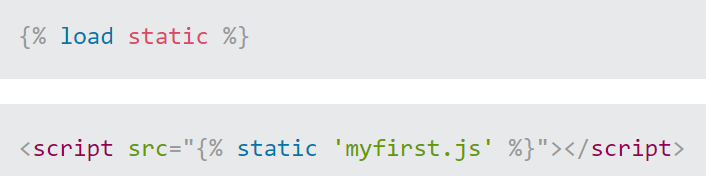 {% load static %}
<script src="{% static 'myfirst.js' %}"></script>